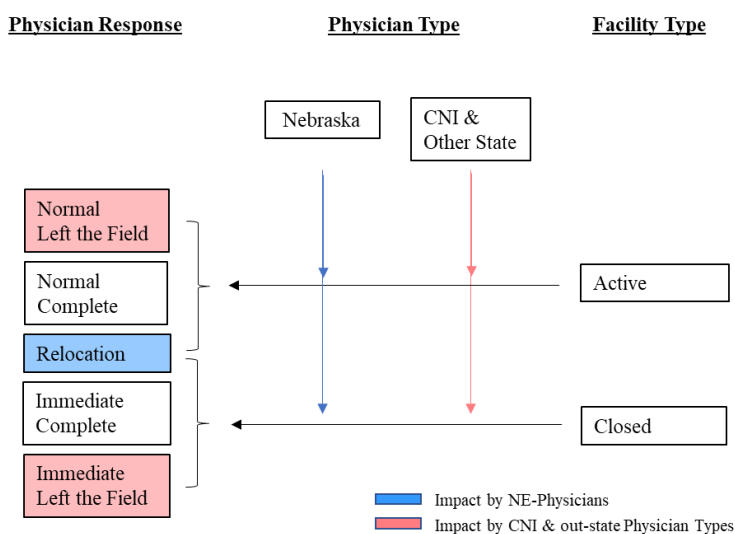 Physician Response
Physician Type
Facility Type
Nebraska
CNI &
Other State
Normal
Left the Field
Normal
Complete
Active
Relocation
Immediate
Complete
Closed
Immediate
Left the Field
Impact by NE-Physicians
Impact by CNI & out-state Physician Types